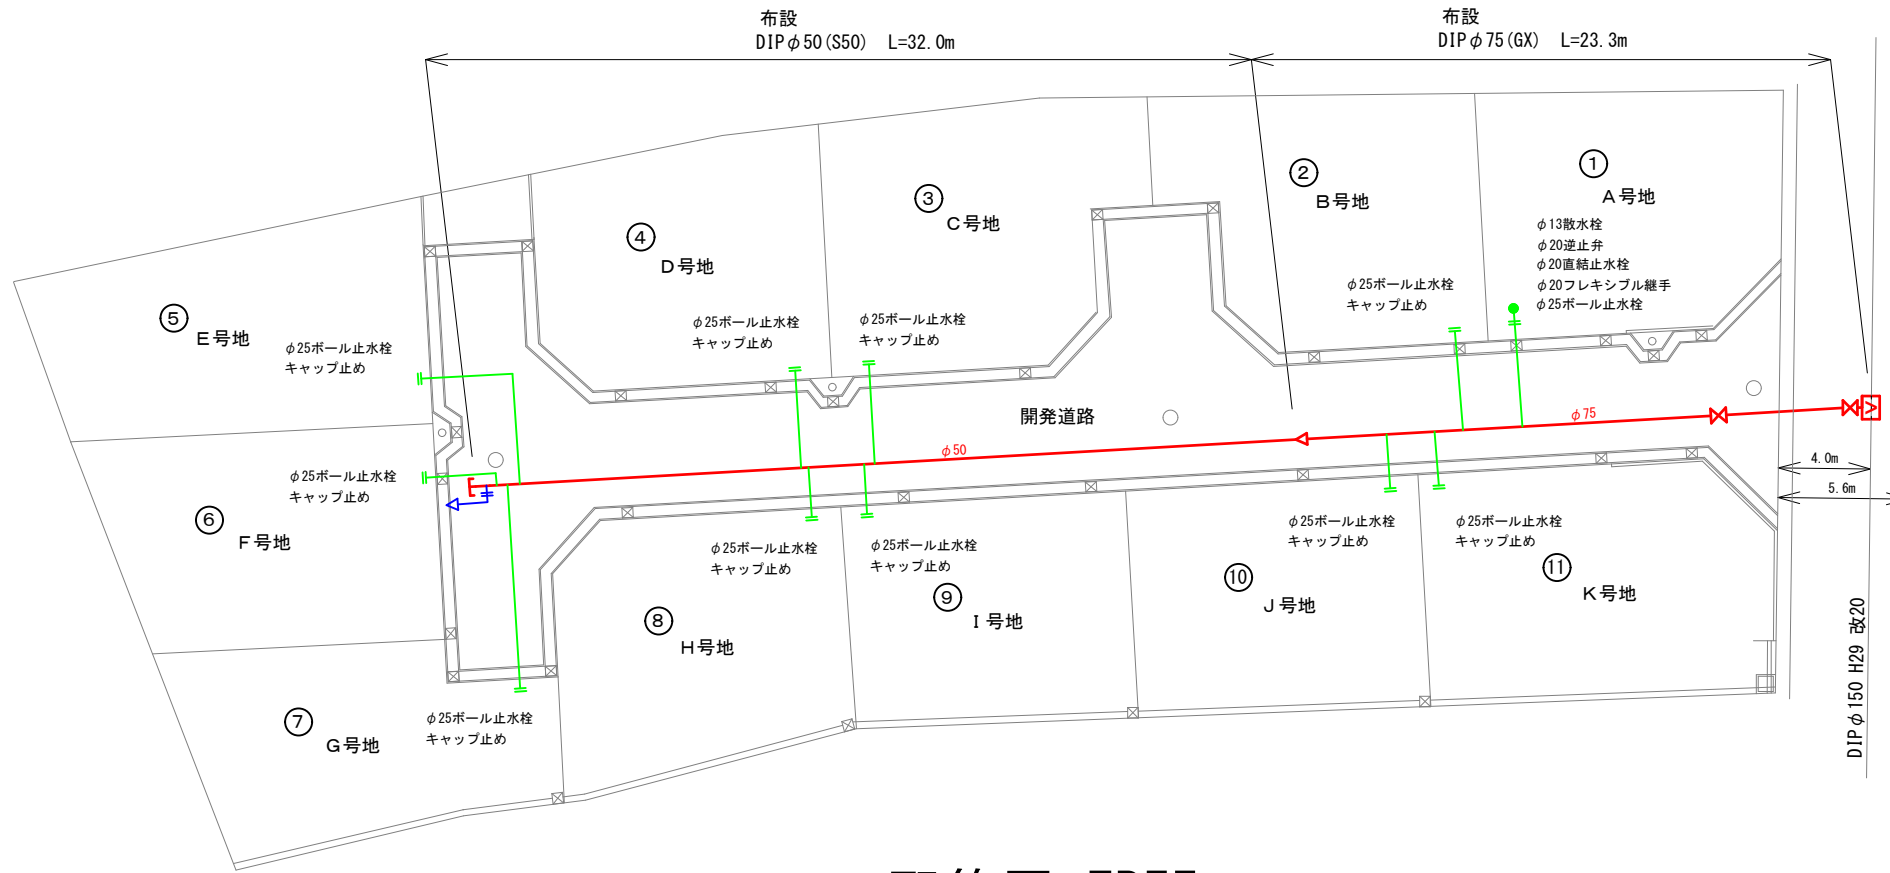 布設
DIPφ50(S50) L=32.0m
布設
DIPφ75(GX) L=23.3m
①
A号地
φ13散水栓
φ20逆止弁
φ20直結止水栓
φ20フレキシブル継手
φ25ボール止水栓
②
B号地
φ25ボール止水栓
キャップ止め
③
C号地
φ25ボール止水栓
キャップ止め
④
D号地
φ25ボール止水栓
キャップ止め
⑤
E号地
φ25ボール止水栓
キャップ止め
開発道路
φ75
φ50
A
4.0m
5.6m
φ25ボール止水栓
キャップ止め
⑥
F号地
⑦
G号地
φ25ボール止水栓
キャップ止め
φ25ボール止水栓
キャップ止め
⑧
H号地
φ25ボール止水栓
キャップ止め
⑨
I号地
φ25ボール止水栓
キャップ止め
⑩
J号地
φ25ボール止水栓
キャップ止め
⑪
K号地
DIPφ150 H29 改20